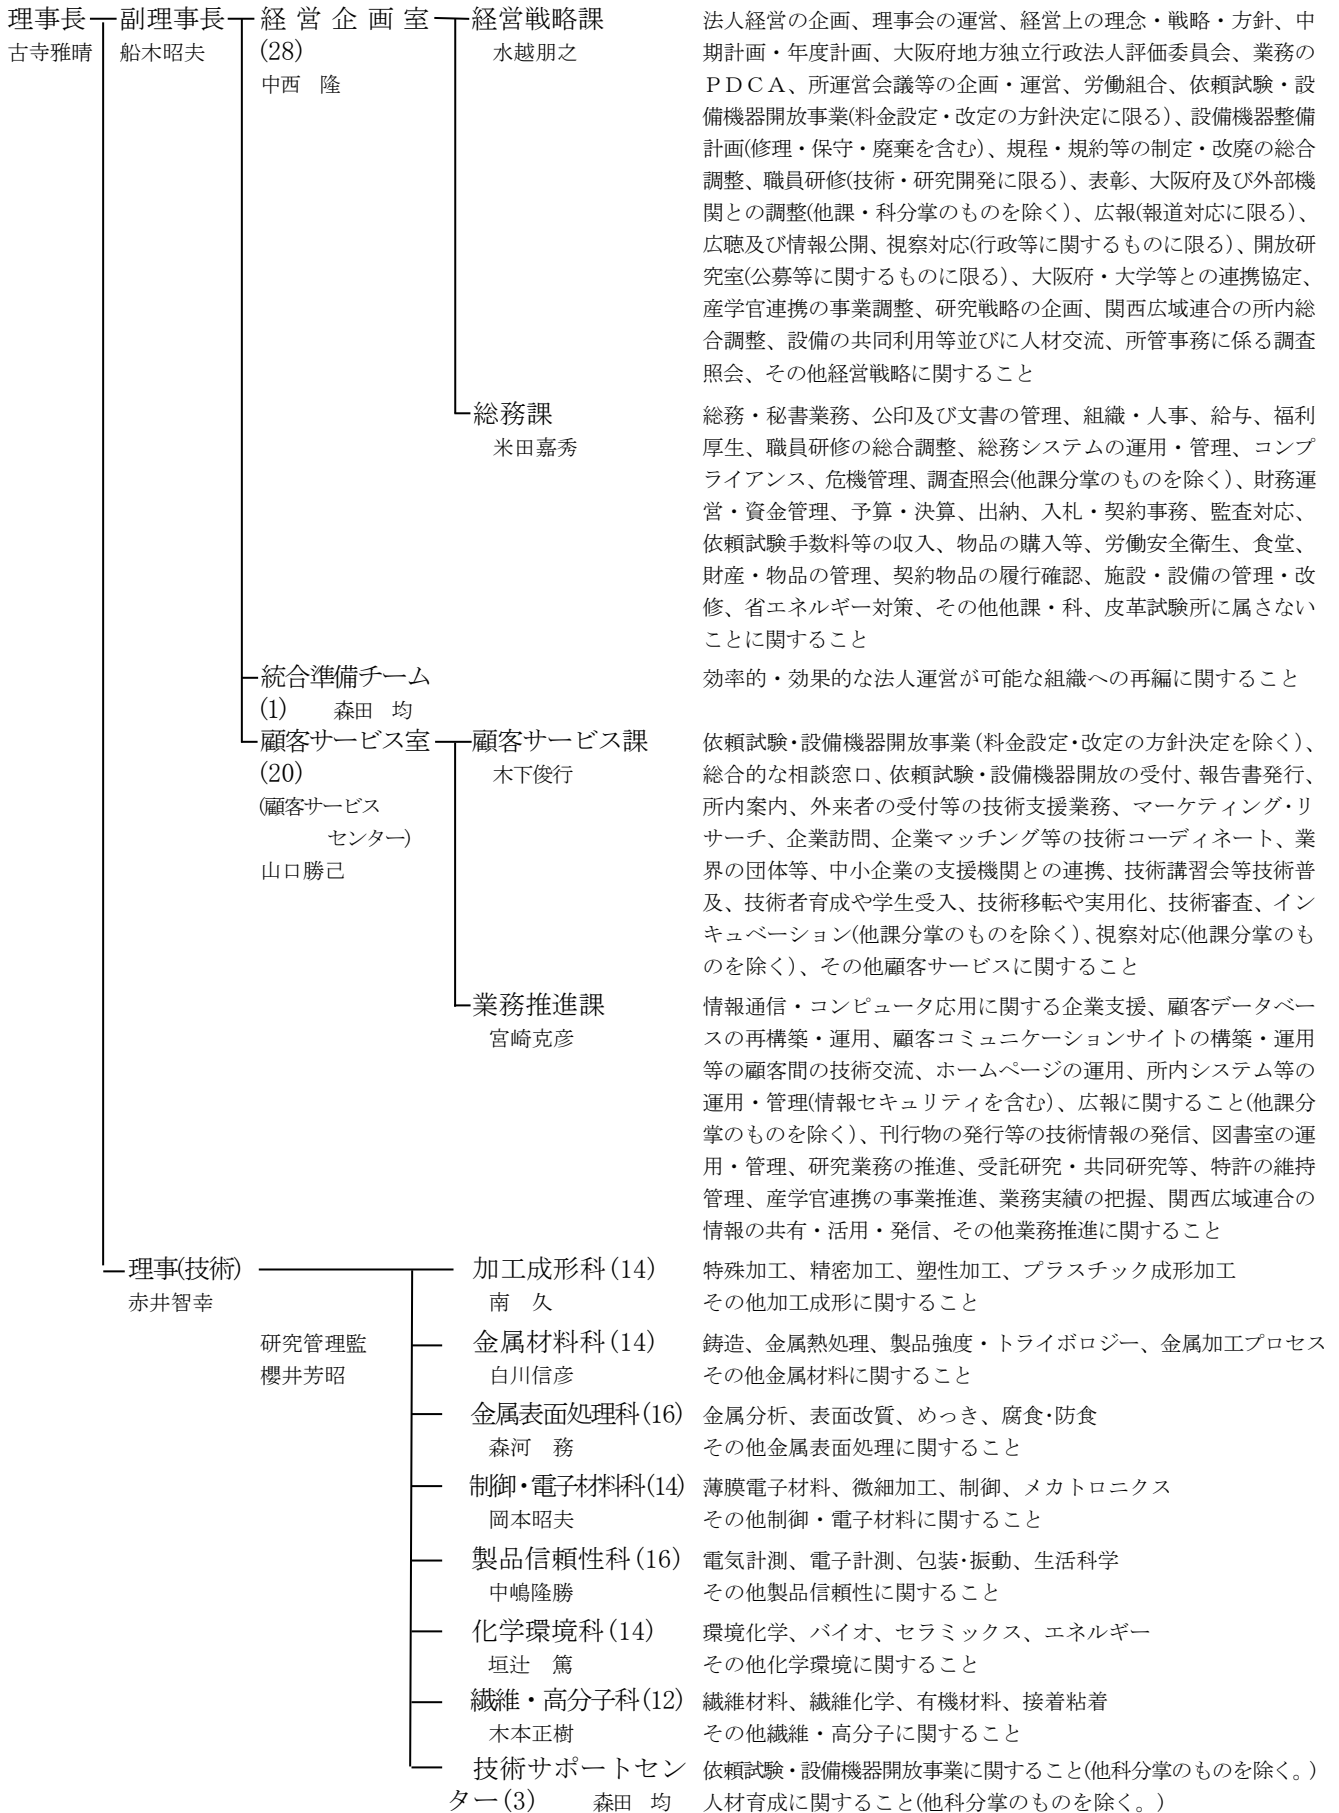 理事長 副理事長 経営企画室 経営戦略課 法人経営の企画、理事会の運営、経営上の理念・戦略・方針、中
古寺雅晴 船木昭夫 (28) 水越朋之 期計画・年度計画、大阪府地方独立行政法人評価委員会、業務の
中西 隆 ＰＤＣＡ、所運営会議等の企画・運営、労働組合、依頼試験・設
備機器開放事業(料金設定・改定の方針決定に限る)、設備機器整備
計画(修理・保守・廃棄を含む)、規程・規約等の制定・改廃の総合
調整、職員研修(技術・研究開発に限る)、表彰、大阪府及び外部機
関との調整(他課・科分掌のものを除く)、広報(報道対応に限る)、
広聴及び情報公開、視察対応(行政等に関するものに限る)、開放研
究室(公募等に関するものに限る)、大阪府・大学等との連携協定、
産学官連携の事業調整、研究戦略の企画、関西広域連合の所内総
合調整、設備の共同利用等並びに人材交流、所管事務に係る調査
照会、その他経営戦略に関すること
総務課 総務・秘書業務、公印及び文書の管理、組織・人事、給与、福利
米田嘉秀 厚生、職員研修の総合調整、総務システムの運用・管理、コンプ
ライアンス、危機管理、調査照会(他課分掌のものを除く)、財務運
営・資金管理、予算・決算、出納、入札・契約事務、監査対応、
依頼試験手数料等の収入、物品の購入等、労働安全衛生、食堂、
財産・物品の管理、契約物品の履行確認、施設・設備の管理・改
修、省エネルギー対策、その他他課・科、皮革試験所に属さない
ことに関すること
統合準備チーム 効率的・効果的な法人運営が可能な組織への再編に関すること
(1) 森田 均
顧客サービス室 顧客サービス課 依頼試験・設備機器開放事業(料金設定・改定の方針決定を除く)、
(20) 木下俊行 総合的な相談窓口、依頼試験・設備機器開放の受付、報告書発行、
(顧客サービス 所内案内、外来者の受付等の技術支援業務、マーケティング・リ
センター) サーチ、企業訪問、企業マッチング等の技術コーディネート、業
山口勝己 界の団体等、中小企業の支援機関との連携、技術講習会等技術普
及、技術者育成や学生受入、技術移転や実用化、技術審査、イン
キュベーション(他課分掌のものを除く)、視察対応(他課分掌のも
のを除く)、その他顧客サービスに関すること
業務推進課 情報通信・コンピュータ応用に関する企業支援、顧客データベー
宮崎克彦 スの再構築・運用、顧客コミュニケーションサイトの構築・運用
等の顧客間の技術交流、ホームページの運用、所内システム等の
運用・管理(情報セキュリティを含む)、広報に関すること(他課分
掌のものを除く)、刊行物の発行等の技術情報の発信、図書室の運
用・管理、研究業務の推進、受託研究・共同研究等、特許の維持
管理、産学官連携の事業推進、業務実績の把握、関西広域連合の
情報の共有・活用・発信、その他業務推進に関すること
理事(技術) 加工成形科(14) 特殊加工、精密加工、塑性加工、プラスチック成形加工
赤井智幸 南 久 その他加工成形に関すること
研究管理監 金属材料科(14) 鋳造、金属熱処理、製品強度・トライボロジー、金属加工プロセス
櫻井芳昭 白川信彦 その他金属材料に関すること
金属表面処理科(16) 金属分析、表面改質、めっき、腐食・防食
森河 務 その他金属表面処理に関すること
制御・電子材料科(14) 薄膜電子材料、微細加工、制御、メカトロニクス
岡本昭夫 その他制御・電子材料に関すること
製品信頼性科(16) 電気計測、電子計測、包装・振動、生活科学
中嶋隆勝 その他製品信頼性に関すること
化学環境科(14) 環境化学、バイオ、セラミックス、エネルギー
垣辻 篤 その他化学環境に関すること
繊維・高分子科(12) 繊維材料、繊維化学、有機材料、接着粘着
木本正樹 その他繊維・高分子に関すること
技術サポートセン 依頼試験・設備機器開放事業に関すること(他科分掌のものを除く。)
ター(3) 森田 均 人材育成に関すること(他科分掌のものを除く。)